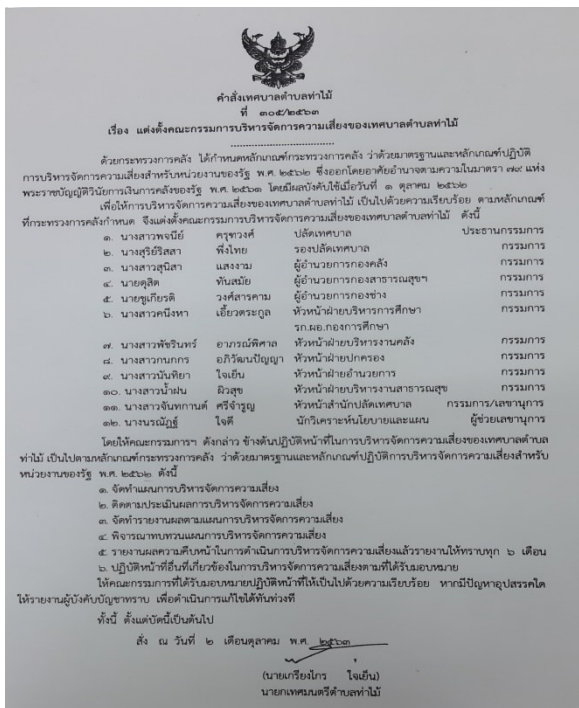 คำสั่งเทศบาลตำบลท่าไม้
ที่ ๓๐๕/๒๕๖๓
เรื่อง แต่งตั้งคณะกรรมการบริหารจัดการความเสี่ยงของเทศบาลตำบลท่าไม้
ด้วยกระทรวงการคลัง ได้กำหนดหลักเกณฑ์กระทรวงการคลัง ว่าด้วยมาตรฐานและหลักเกณฑ์ปฏิบัติ
การบริหารจัดการความเสี่ยงสำหรับหน่วยงานของรัฐ พ.ศ. ๒๕๖๒ ซึ่งออกโดยอาศัยอำนาจตามความในมาตรา ๗๙ แห่ง
พระราชบัญญัติวินัยการเงินการคลังของรัฐ พ.ศ. ๒๕๖๑ โดยมีผลบังคับใช้เมื่อวันที่ ๑ ตุลาคม ๒๕๖๒
เพื่อให้การบริหารจัดการความเสี่ยงของเทศบาลตำบลท่าไม้ เป็นไปด้วยความเรียบร้อย ตามหลักเกณฑ์
ที่กระทรวงการคลังกำหนด จึงแต่งตั้งคณะกรรมการบริหารจัดการความเสี่ยงของเทศบาลตำบลท่าไม้ ดังนี้
๑. นางสาวพจนีย์ ครุฑวงศ์ ปลัดเทศบาล ประธานกรรมการ
๒. นางสุริย์ริสสา พึ่งไทย รองปลัดเทศบาล กรรมการ
๓. นางสาวสุนิสา แสงงาม ผู้อำนวยการกองคลัง กรรมการ
๔. นายดุสิต ทันสมัย ผู้อำนวยการกองสาธารณสุขฯ กรรมการ
๕. นายชูเกียรติ วงศ์สารคาม ผู้อำนวยการกองช่าง กรรมการ
๖. นางสาวคนึงหา เอี้ยวตระกูล หัวหน้าฝ่ายบริหารการศึกษา กรรมการ
รก.ผอ.กองการศึกษา
๗. นางสาวพัชรินทร์ อาภรณ์พิศาล หัวหน้าฝ่ายบริหารงานคลัง กรรมการ
๘. นางสาวกนกกร อภิวัฒนปัญญา หัวหน้าฝ่ายปกครอง กรรมการ
๙. นางสาวนันทิยา ใจเย็น หัวหน้าฝ่ายอำนวยการ กรรมการ
๑๐. นางสาวน้ำฝน ผิวสุข หัวหน้าฝ่ายบริหารงานสาธารณสุข กรรมการ
๑๑. นางสาวจันทกานต์ ศรีจำรูญ หัวหน้าสำนักปลัดเทศบาล กรรมการ/เลขานุการ
๑๒. นางนรณัฏฐ์ ใจดี นักวิเคราะห์นโยบายและแผน ผู้ช่วยเลขานุการ
โดยให้คณะกรรมการฯ ดังกล่าว ข้างต้นปฏิบัติหน้าที่ในการบริหารจัดการความเสี่ยงของเทศบาลตำบล
ท่าไม้ เป็นไปตามหลักเกณฑ์กระทรวงการคลัง ว่าด้วยมาตรฐานและหลักเกณฑ์ปฏิบัติการบริหารจัดการความเสี่ยงสำหรับ
หน่วยงานของรัฐ พ.ศ. ๒๕๖๒ ดังนี้
๑. จัดทำแผนการบริหารจัดการความเสี่ยง
๒. ติดตามประเมินผลการบริหารจัดการความเสี่ยง
๓. จัดทำรายงานผลตามแผนการบริหารจัดการความเสี่ยง
๔. พิจารณาทบทวนแผนการบริหารจัดการความเสี่ยง
๕. รายงานผลความคืบหน้าในการดำเนินการบริหารจัดการความเสี่ยงแล้วรายงานให้ทราบทุก ๖ เดือน
๖. ปฏิบัติหน้าที่อื่นที่เกี่ยวข้องในการบริหารจัดการความเสี่ยงตามที่ได้รับมอบหมาย
ให้คณะกรรมการที่ได้รับมอบหมายปฏิบัติหน้าที่ให้เป็นไปด้วยความเรียบร้อย หากมีปัญหาอุปสรรคใด
ให้รายงานผู้บังคับบัญชาทราบ เพื่อดำเนินการแก้ไขได้ทันท่วงที
ทั้งนี้ ตั้งแต่บัดนี้เป็นต้นไป
สั่ง ณ วันที่ ๒ เดือนตุลาคม พ.ศ. ๒๕๖๓
(นายเกรียงไกร ใจเย็น)
นายกเทศมนตรีตำบลท่าไม้